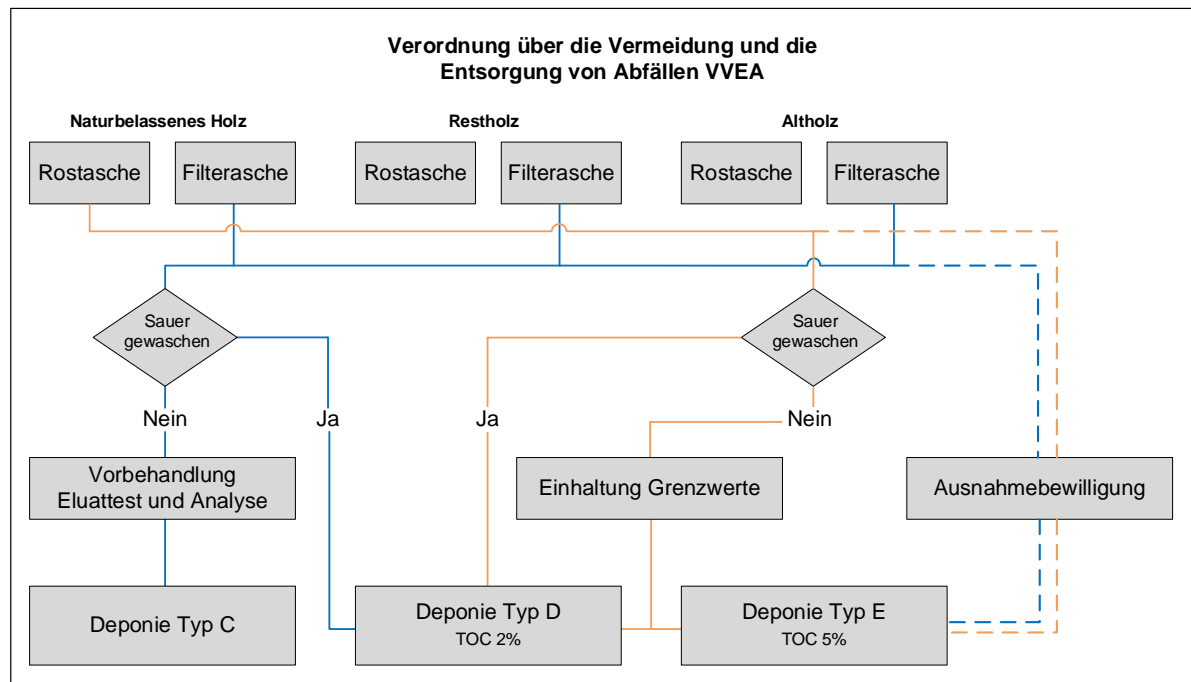 Verordnung über die Vermeidung und die
Entsorgung von Abfällen VVEA
Naturbelassenes Holz
Restholz
Altholz
Rostasche
Filterasche
Rostasche
Filterasche
Rostasche
Filterasche
Sauer
gewaschen
Sauer
gewaschen
Nein
Ja
Ja
Nein
Vorbehandlung
Eluattest und Analyse
Einhaltung Grenzwerte
Ausnahmebewilligung
Deponie Typ C
Deponie Typ D
TOC 2%
Deponie Typ E
TOC 5%